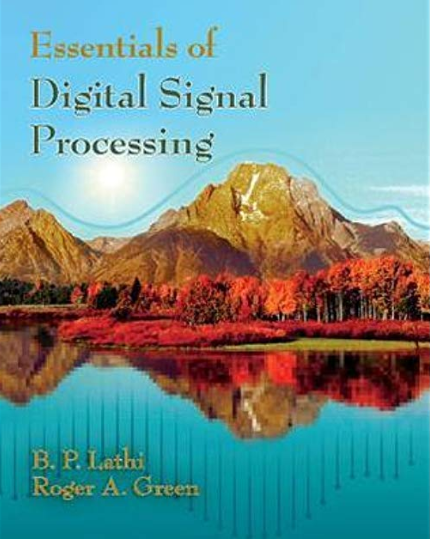 Essentials of
Digital Signal
Processing
B. P. Lathi
Roger A. Green